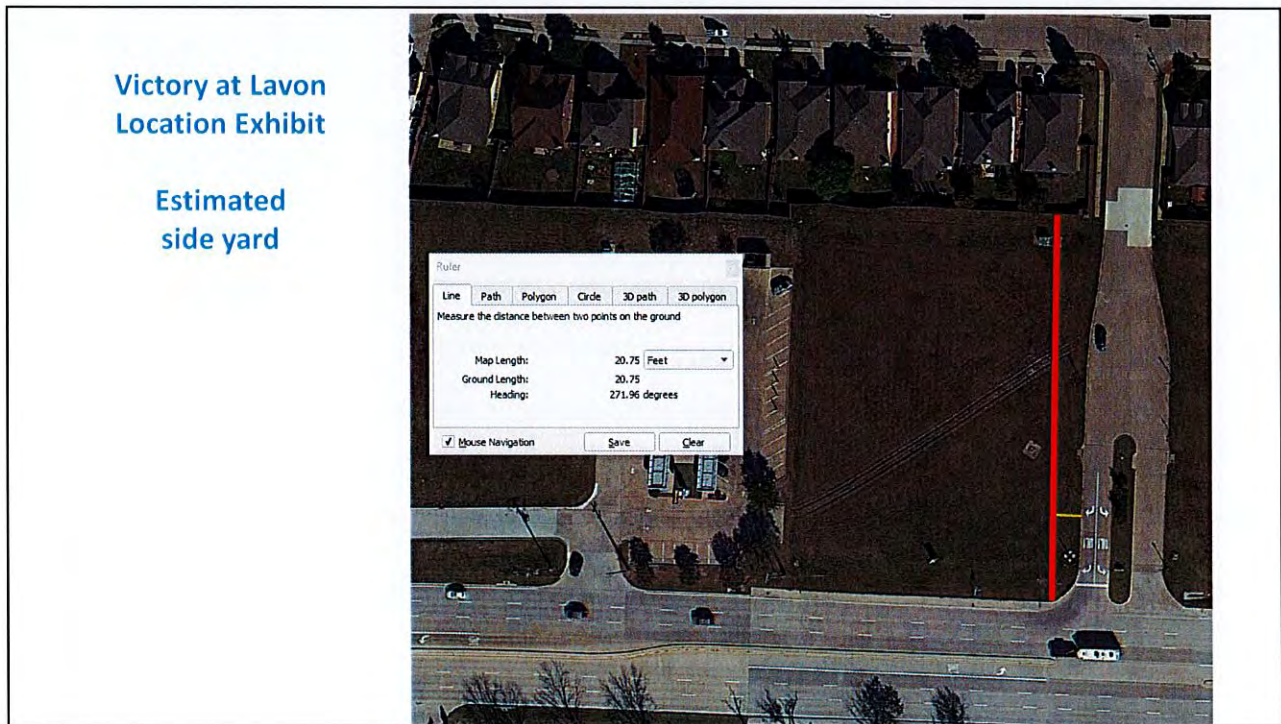 Victory at Lavon
Location Exhibit
Estimated
side yard
Ruler
Line Path Polygon Circle 3D path 3D polygon
Measure the distance between two points on the ground
Map Length: 20.75 Feet
Ground Length: 20.75
Heading: 271.96 degrees
Mouse Navigation Save Clear